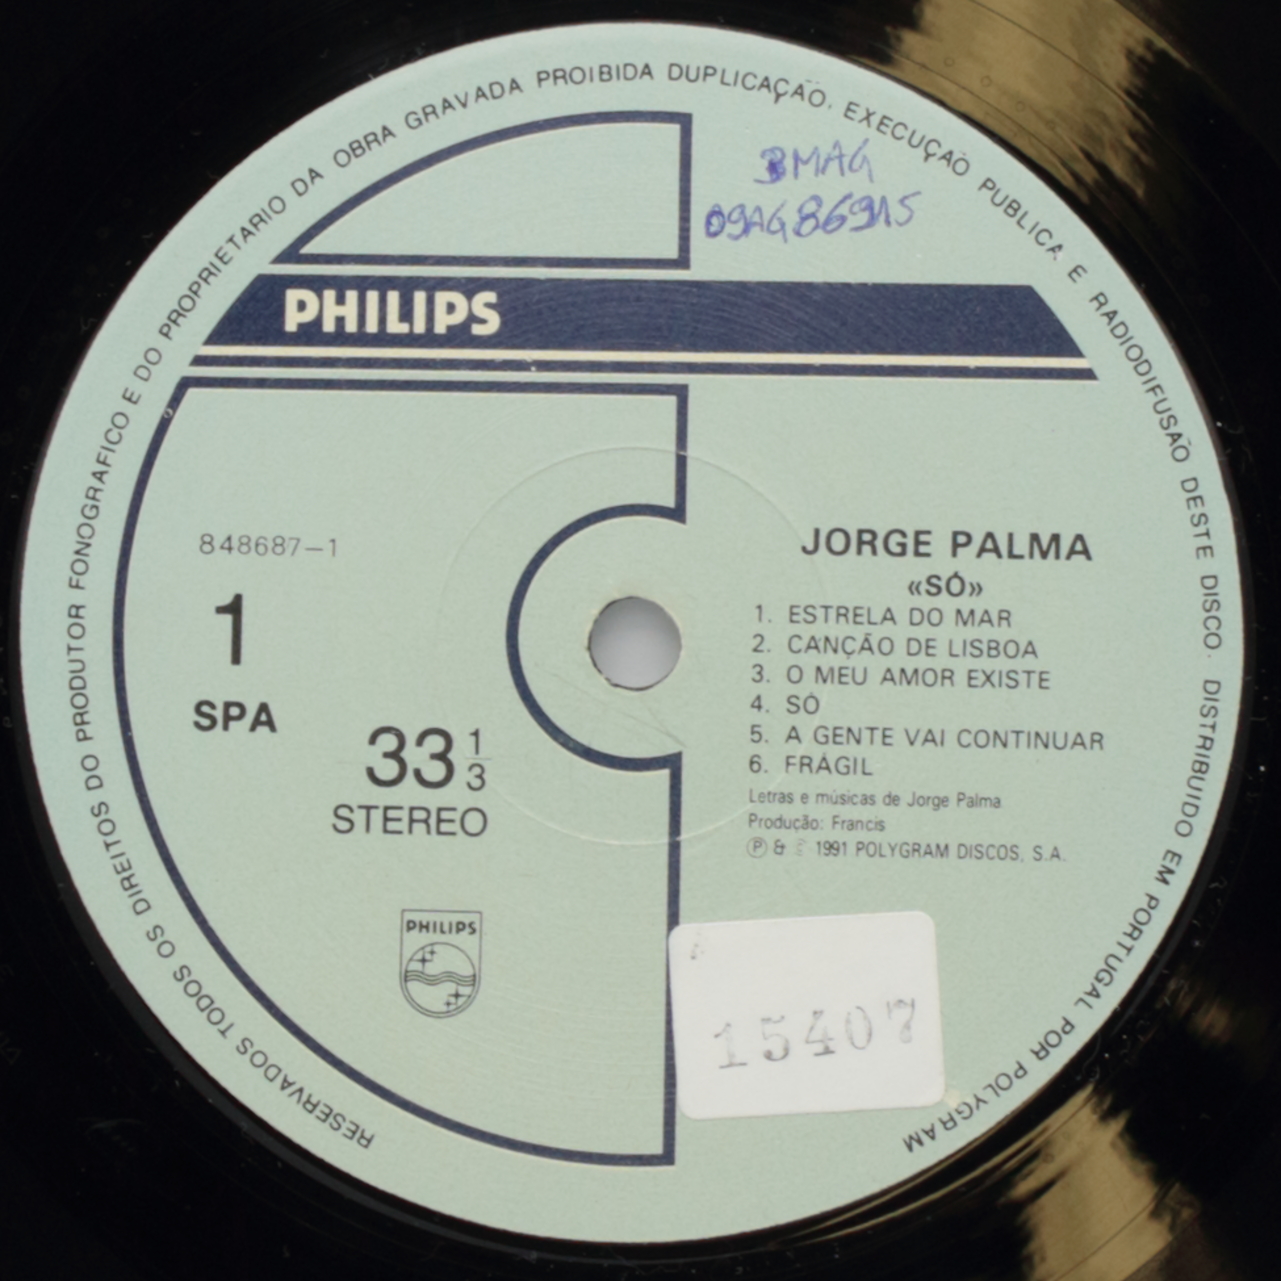 RESERVADOS TODOS OS DIREITOS DO PRODUTOR FONOGRAFICO E DO PROPRIETARIO DA OBRA GRAVADA PROIBIDA DUPLICAÇÃO, EXECUÇAÕ PUBLICA E RADIODIFUSAÕ DESTE DISCO. DISTRIBUIDO EM PORTUGAL POR POLYGRAM
BMAG
PHILIPS
848687-1
1
SPA
33 1/3
STEREO
PHILIPS
JORGE PALMA
«SÓ»
1. ESTRELA DO MAR
2. CANÇÃO DE LISBOA
3. O MEU AMOR EXISTE
4. SÓ
5. A GENTE VAI CONTINUAR
6. FRÁGIL
Letras e músicas de Jorge Palma
Produção: Francis
Ⓟ & © 1991 POLYGRAM DISCOS, S.A.
15407